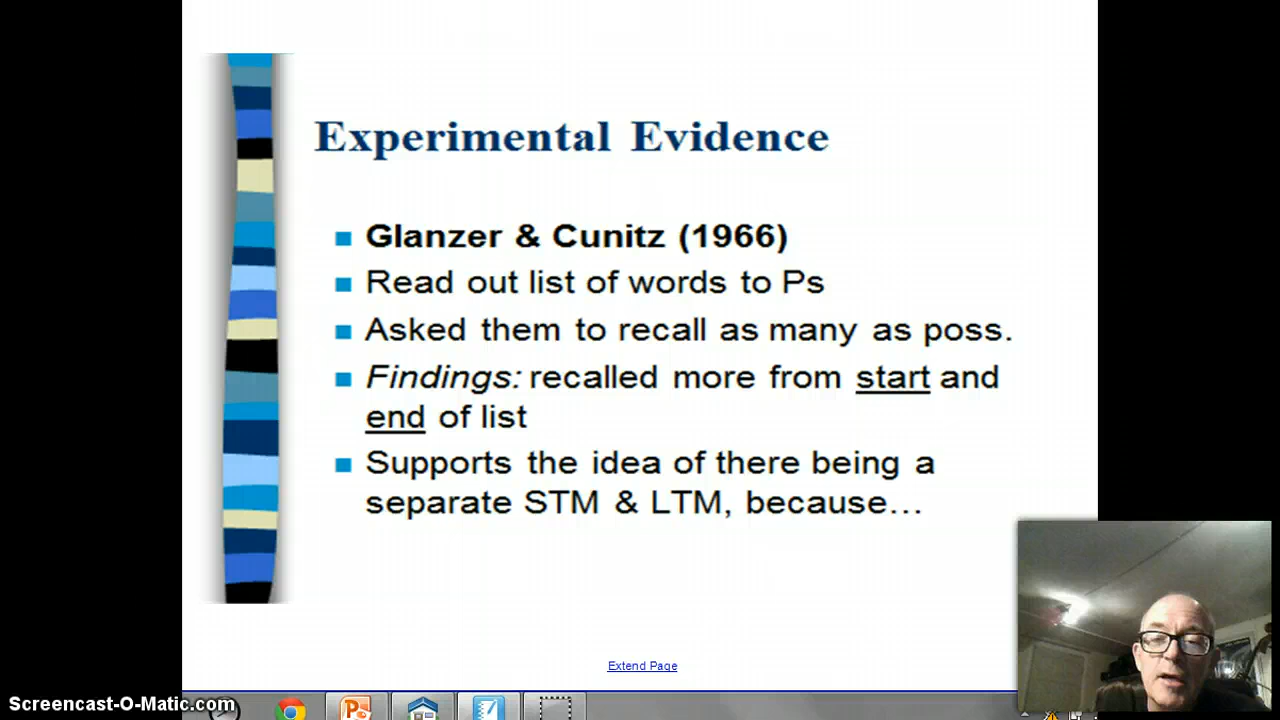 Experimental Evidence
Glanzer & Cunitz (1966)
Read out list of words to Ps
Asked them to recall as many as poss.
Findings: recalled more from start and
end of list
Supports the idea of there being a
separate STM & LTM, because…
Extend Page
Screencast-O-Matic.com